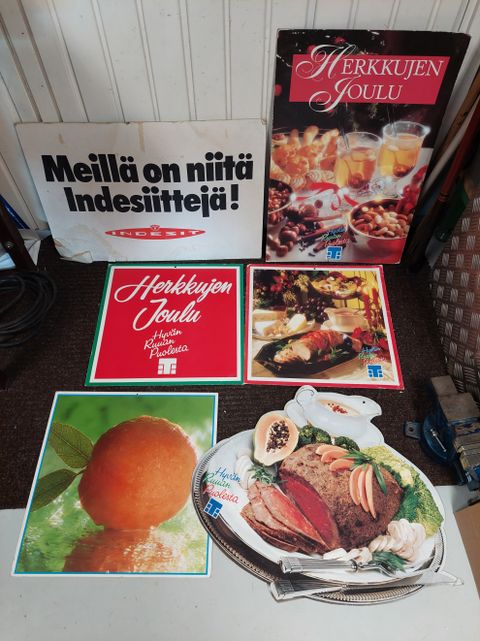 Meillä on niitä
Indesiittejä!
INDESIT
HERKKUJEN
JOULU
Herkkujen
Joulu
Hyvän
Ruuan
Puolesta
T
Hyvän
Ruuan
Puolesta